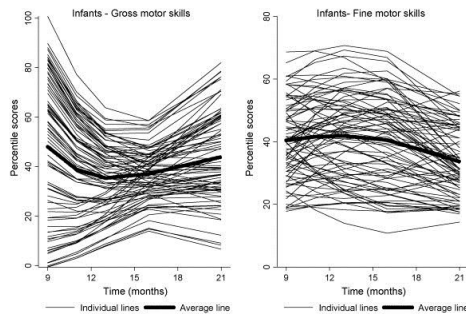 Infants - Gross motor skills
Percentile scores
100
80
60
40
20
0
9
12
15
18
21
Time (months)
Individual lines
Average line
Infants- Fine motor skills
Percentile scores
80
60
40
20
0
9
12
15
18
21
Time (months)
Individual lines
Average line